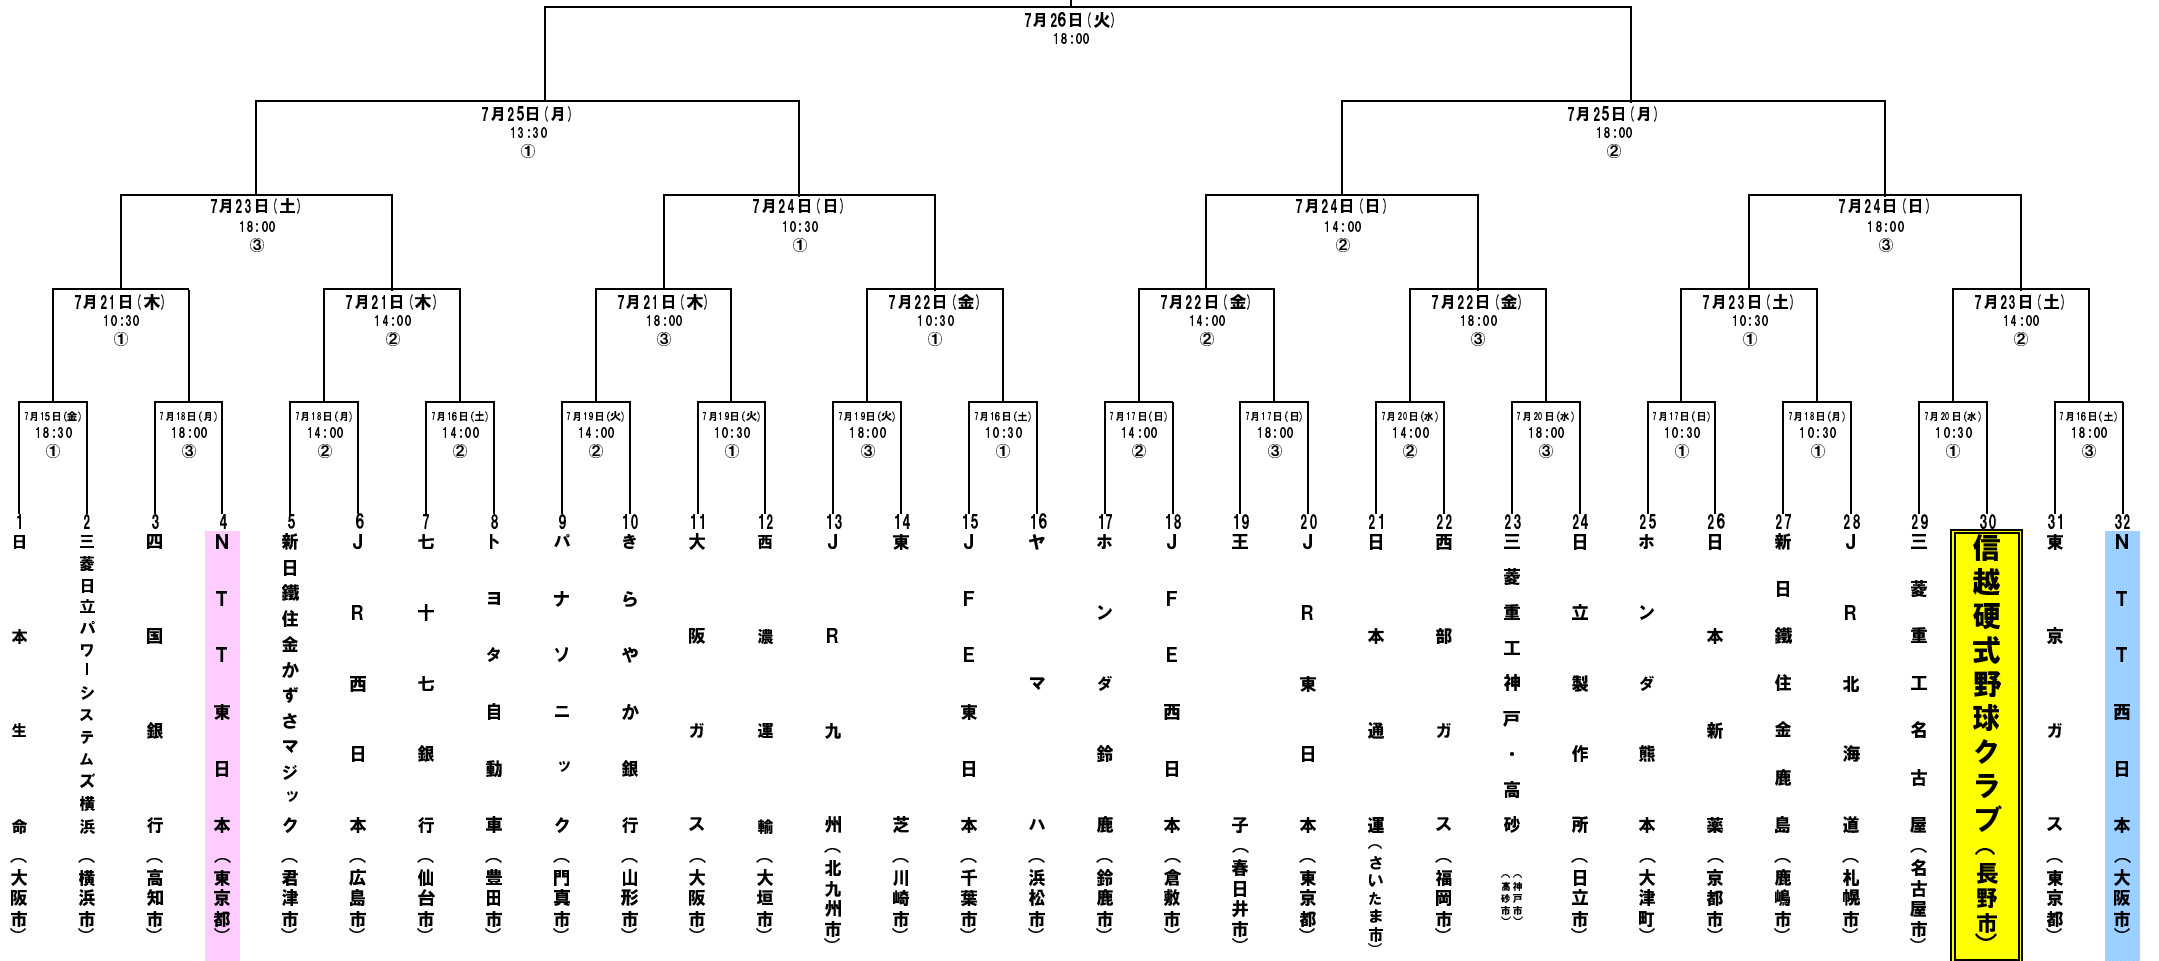 7月26日(火)
18:00
7月25日(月)
13:30
①
7月25日(月)
18:00
②
7月23日(土)
18:00
③
7月24日(日)
10:30
①
7月24日(日)
14:00
②
7月24日(日)
18:00
③
7月21日(木)
10:30
①
7月21日(木)
14:00
②
7月21日(木)
18:00
③
7月22日(金)
10:30
①
7月22日(金)
14:00
②
7月22日(金)
18:00
③
7月23日(土)
10:30
①
7月23日(土)
14:00
②
7月15日(金)
18:30
①
7月18日(月)
18:00
③
7月18日(月)
14:00
②
7月16日(土)
14:00
②
7月19日(火)
14:00
②
7月19日(火)
10:30
①
7月19日(火)
18:00
③
7月16日(土)
10:30
①
7月17日(日)
14:00
②
7月17日(日)
18:00
③
7月20日(水)
14:00
②
7月20日(水)
18:00
③
7月17日(日)
10:30
①
7月18日(月)
10:30
①
7月20日(水)
10:30
①
7月16日(土)
18:00
③
1
日本生命(大阪市)
2
三菱日立パワーシステムズ横浜(横浜市)
3
四国銀行(高知市)
4
NTT東日本(東京都)
5
新日鐵住金かずさマジック(君津市)
6
JR西日本(広島市)
7
七十七銀行(仙台市)
8
トヨタ自動車(豊田市)
9
パナソニック(門真市)
10
きらやか銀行(山形市)
11
大阪ガス(大阪市)
12
西濃運輸(大垣市)
13
JR九州(北九州市)
14
東芝(川崎市)
15
JFE東日本(千葉市)
16
ヤマハ(浜松市)
17
ホンダ鈴鹿(鈴鹿市)
18
JFE西日本(倉敷市)
19
王子(春日井市)
20
JR東日本(東京都)
21
日本通運(さいたま市)
22
西部ガス(福岡市)
23
三菱重工神戸・高砂
(神戸市)
(高砂市)
24
日立製作所(日立市)
25
ホンダ熊本(大津町)
26
日本新薬(京都市)
27
新日鐵住金鹿島(鹿嶋市)
28
JR北海道(札幌市)
29
三菱重工名古屋(名古屋市)
30
信越硬式野球クラブ(長野市)
31
東京ガス(東京都)
32
NTT西日本(大阪市)